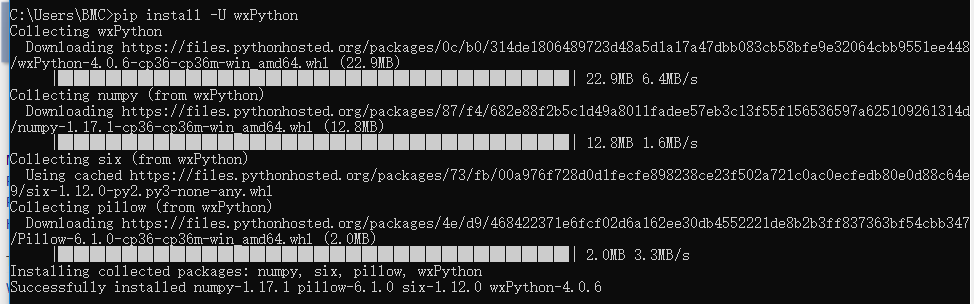 C:\Users\BMC>pip install -U wxPython
Collecting wxPython
Downloading https://files.pythonhosted.org/packages/0c/b0/314de1806489723d48a5d1a17a47dbb083cb58bfe9e32064cbb9551ee448
/wxPython-4.0.6-cp36-cp36m-win_amd64.whl (22.9MB)
22.9MB 6.4MB/s
Collecting numpy (from wxPython)
Downloading https://files.pythonhosted.org/packages/87/f4/682e88f2b5c1d49a8011fadee57eb3c13f55f156536597a625109261314d
/numpy-1.17.1-cp36-cp36m-win_amd64.whl (12.8MB)
12.8MB 1.6MB/s
Collecting six (from wxPython)
Using cached https://files.pythonhosted.org/packages/73/fb/00a976f728d0d1fecfe898238ce23f502a721c0ac0ecfedb80e0d88c64e
9/six-1.12.0-py2.py3-none-any.whl
Collecting pillow (from wxPython)
Downloading https://files.pythonhosted.org/packages/4e/d9/468422371e6fcf02d6a162ee30db4552221de8b2b3ff837363bf54cbb347
/Pillow-6.1.0-cp36-cp36m-win_amd64.whl (2.0MB)
2.0MB 3.3MB/s
Installing collected packages: numpy, six, pillow, wxPython
Successfully installed numpy-1.17.1 pillow-6.1.0 six-1.12.0 wxPython-4.0.6